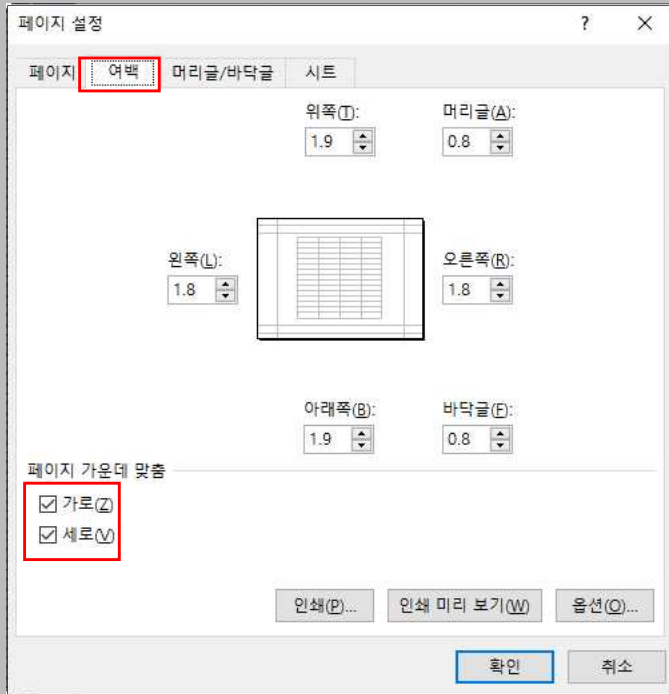 페이지 설정
페이지 여백 머리글/바닥글 시트
위쪽(T): 머리글(A):
1.9 0.8
왼쪽(L): 오른쪽(R):
1.8 1.8
아래쪽(B): 바닥글(F):
1.9 0.8
페이지 가운데 맞춤
가로(Z)
세로(V)
인쇄(P)... 인쇄 미리 보기(W) 옵션(O)...
확인 취소